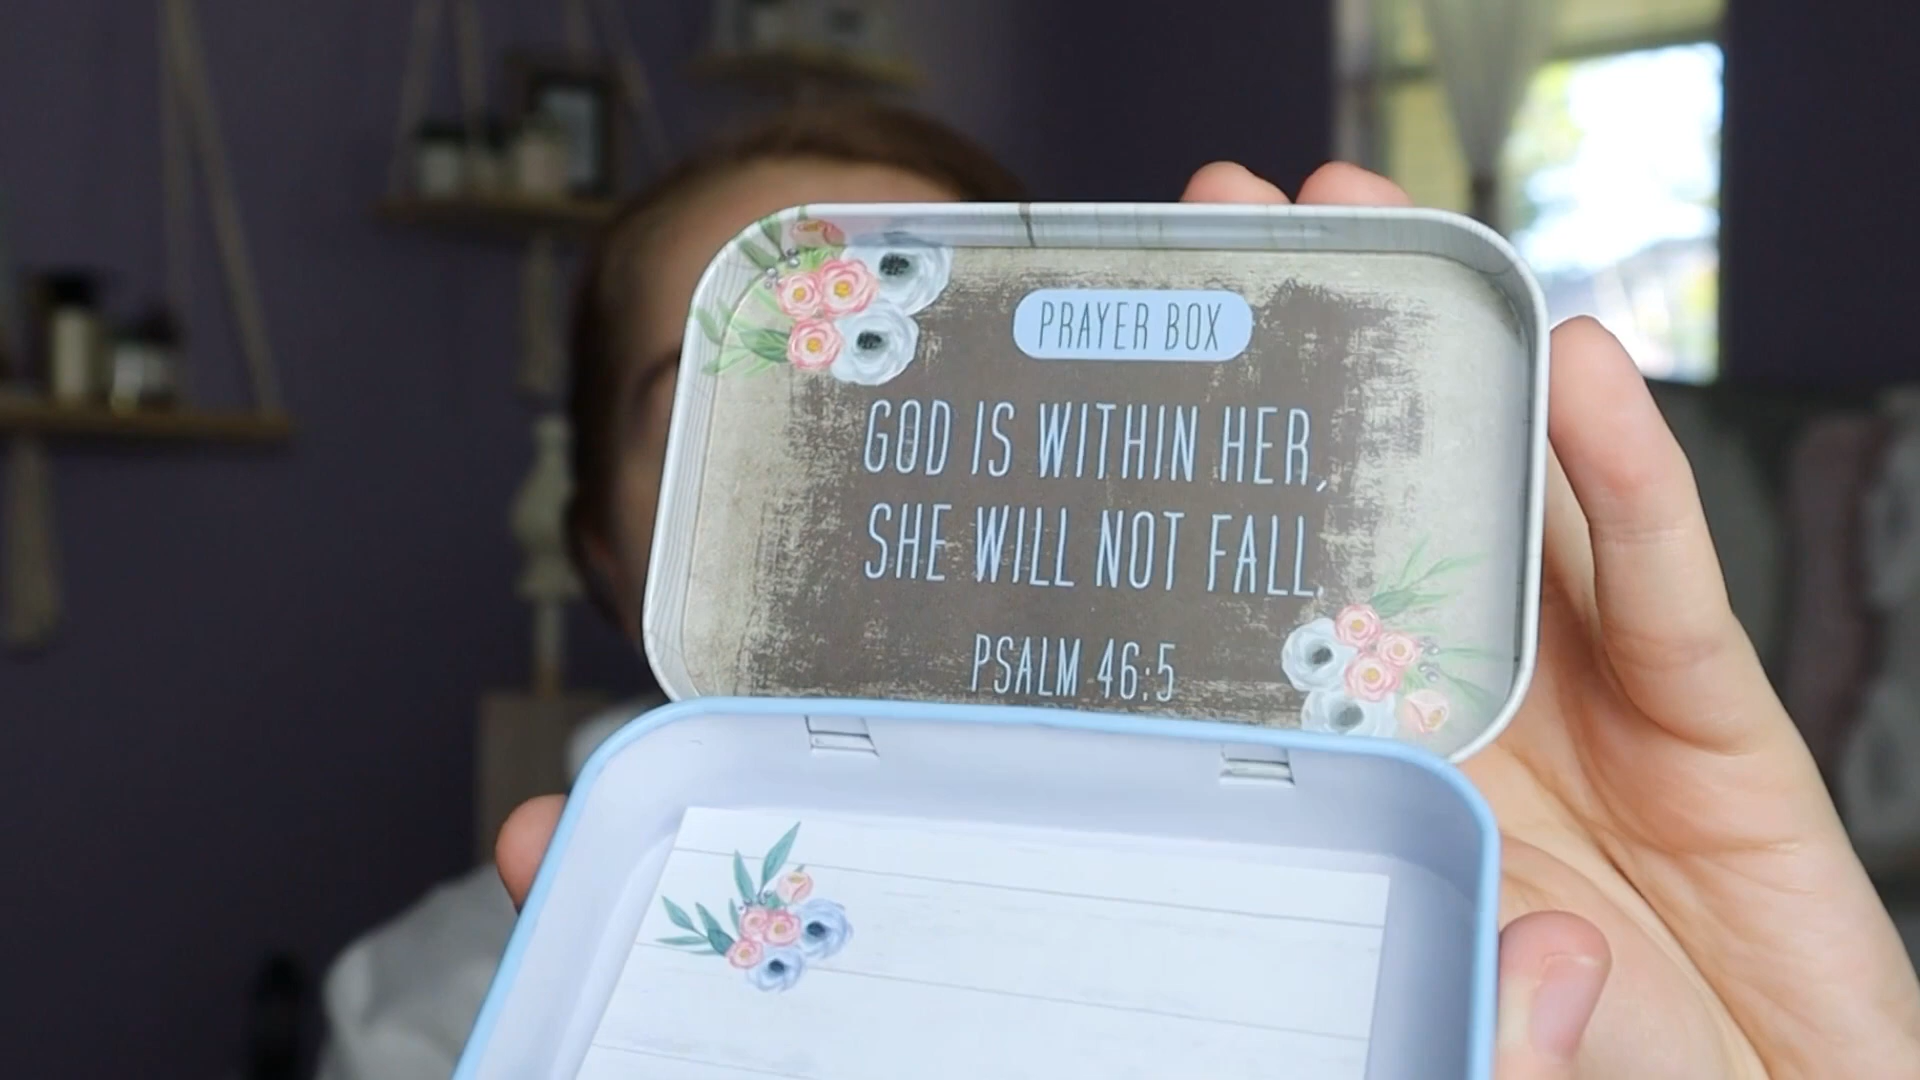 PRAYER BOX
GOD IS WITHIN HER,
SHE WILL NOT FALL.
PSALM 46:5